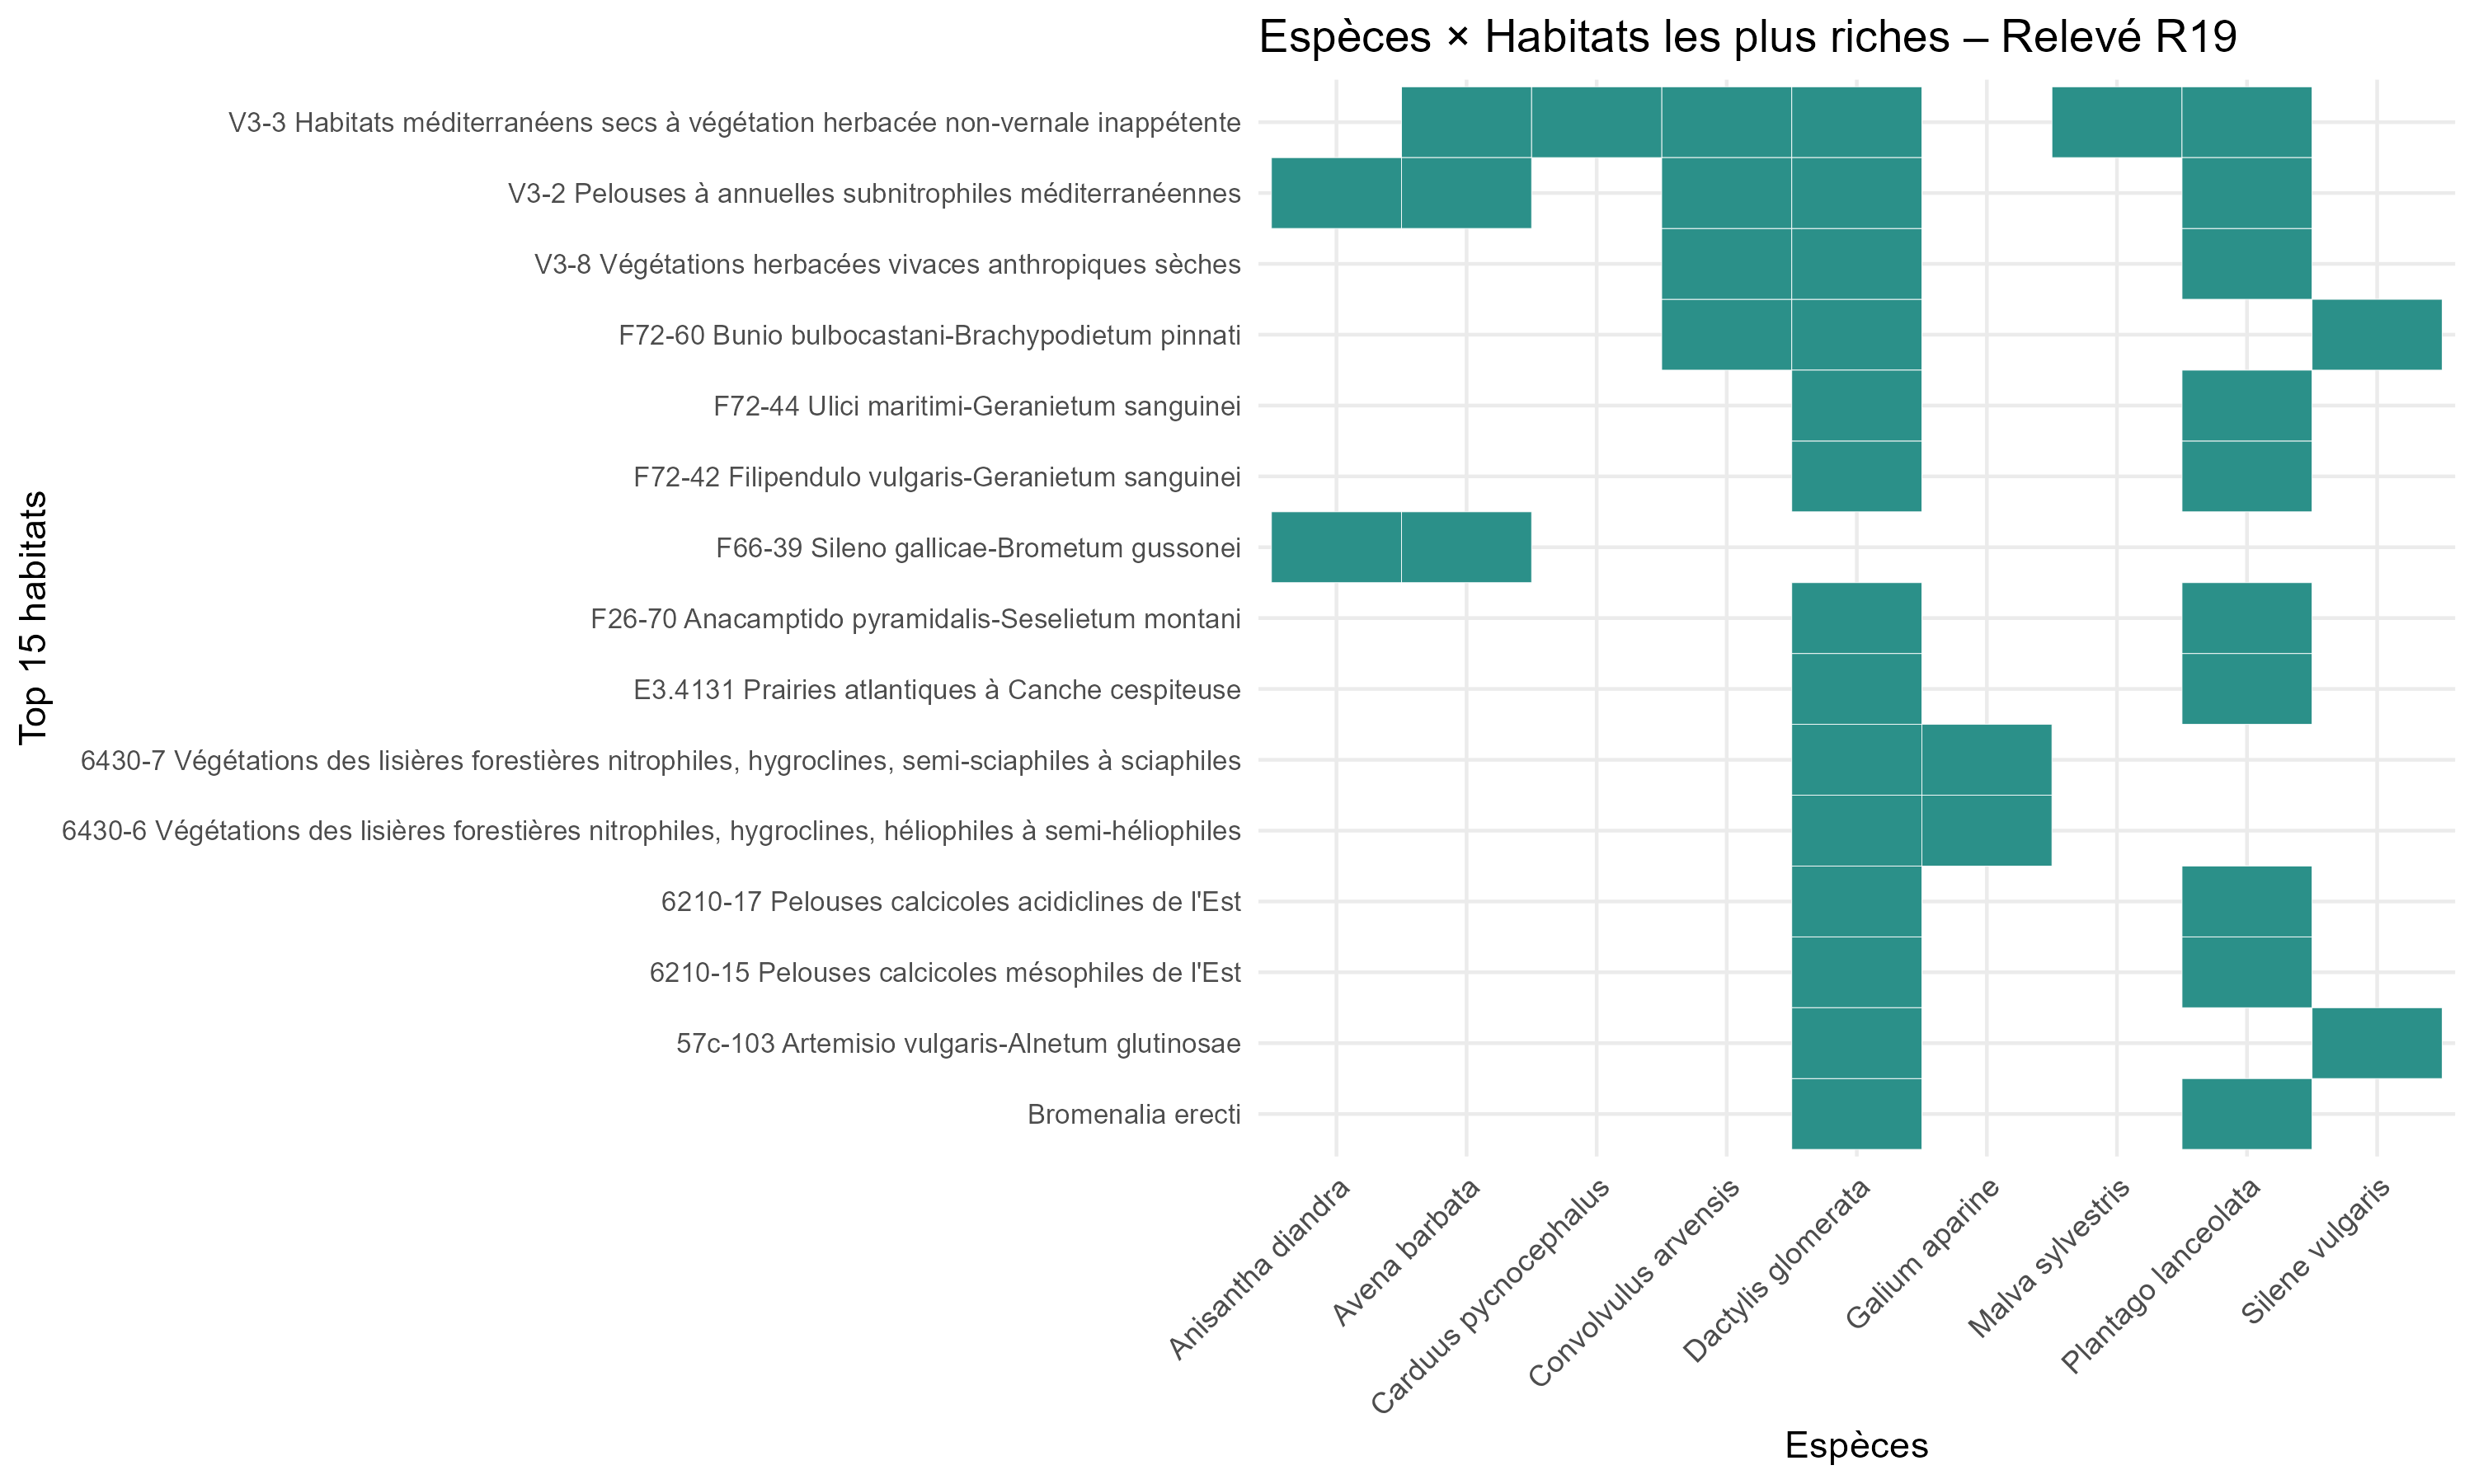 Espèces × Habitats les plus riches – Relevé R19
Top 15 habitats
V3-3 Habitats méditerranéens secs à végétation herbacée non-vernale inappétente
V3-2 Pelouses à annuelles subnitrophiles méditerranéennes
V3-8 Végétations herbacées vivaces anthropiques sèches
F72-60 Bunio bulbocastani-Brachypodietum pinnati
F72-44 Ulici maritimi-Geranietum sanguinei
F72-42 Filipendulo vulgaris-Geranietum sanguinei
F66-39 Sileno gallicae-Brometum gussonei
F26-70 Anacamptido pyramidalis-Seselietum montani
E3.4131 Prairies atlantiques à Canche cespiteuse
6430-7 Végétations des lisières forestières nitrophiles, hygroclines, semi-sciaphiles à sciaphiles
6430-6 Végétations des lisières forestières nitrophiles, hygroclines, héliophiles à semi-héliophiles
6210-17 Pelouses calcicoles acidiclines de l'Est
6210-15 Pelouses calcicoles mésophiles de l'Est
57c-103 Artemisio vulgaris-Alnetum glutinosae
Bromenalia erecti
Anisantha diandra
Avena barbata
Carduus pycnocephalus
Convolvulus arvensis
Dactylis glomerata
Galium aparine
Malva sylvestris
Plantago lanceolata
Silene vulgaris
Espèces